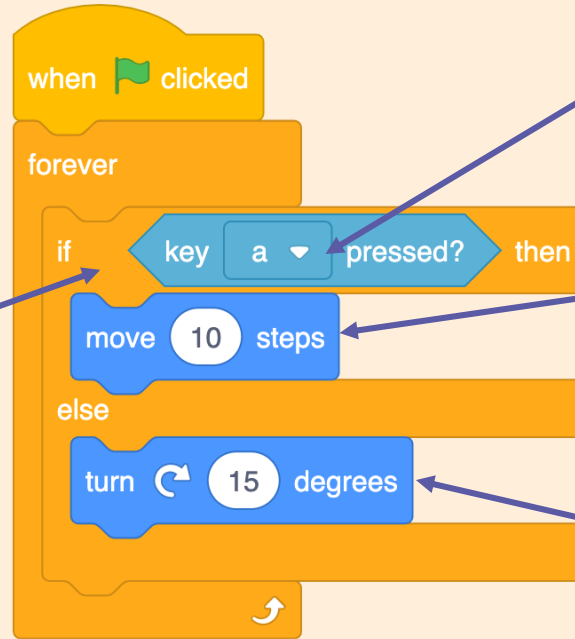 when clicked
forever
if key a pressed? then
move 10 steps
else
turn 15 degrees